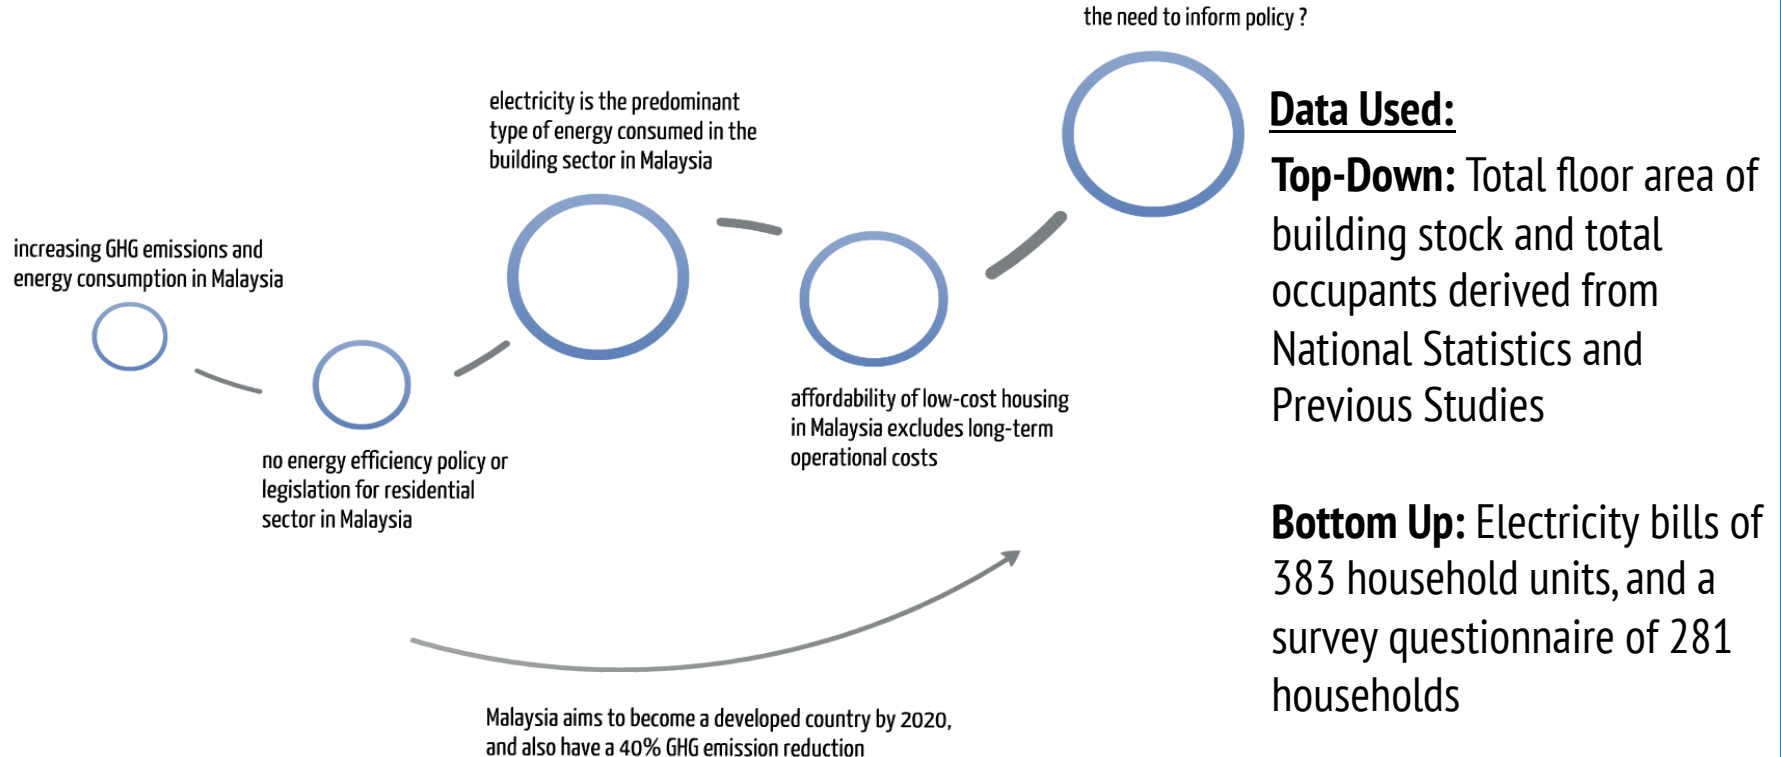 the need to inform policy ?
electricity is the predominant
type of energy consumed in the
building sector in Malaysia
increasing GHG emissions and
energy consumption in Malaysia
no energy efficiency policy or
legislation for residential
sector in Malaysia
affordability of low-cost housing
in Malaysia excludes long-term
operational costs
Malaysia aims to become a developed country by 2020,
and also have a 40% GHG emission reduction
Data Used:
Top-Down: Total floor area of
building stock and total
occupants derived from
National Statistics and
Previous Studies
Bottom Up: Electricity bills of
383 household units, and a
survey questionnaire of 281
households